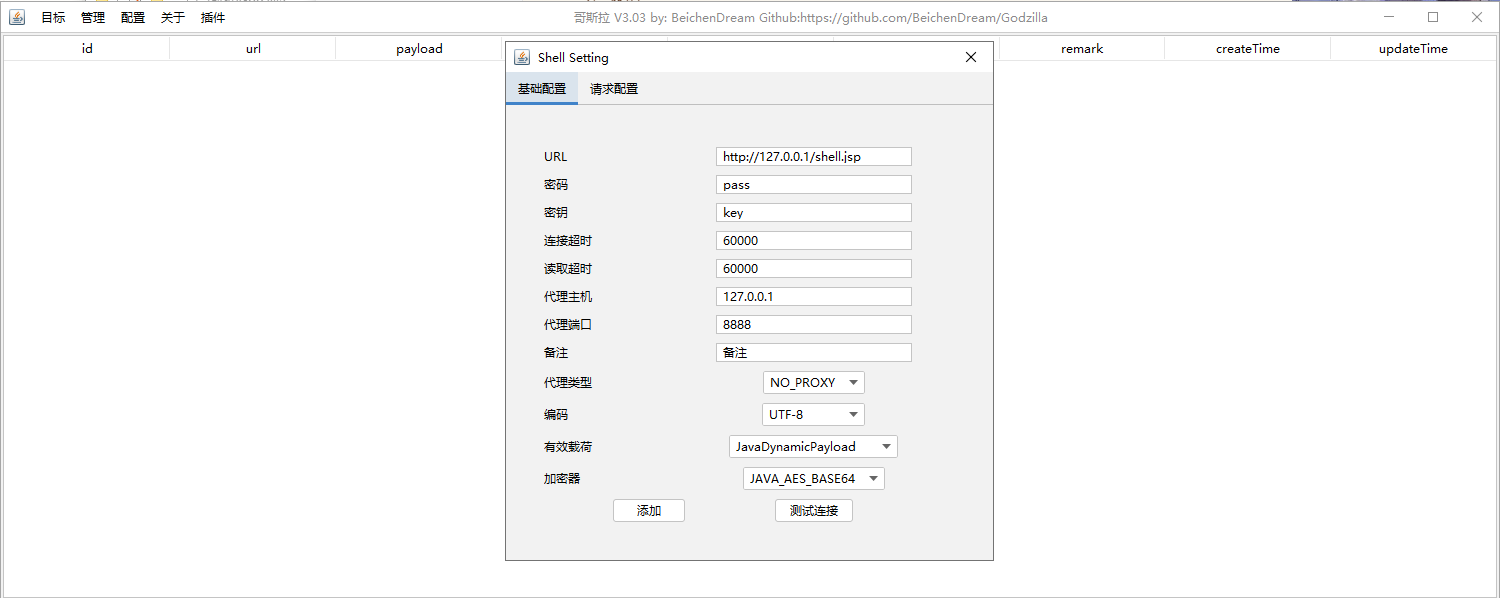 目标 管理 配置 关于 插件 哥斯拉 V3.03 by: BeichenDream Github:https://github.com/BeichenDream/Godzilla
id url payload remark createTime updateTime
Shell Setting
基础配置 请求配置
URL http://127.0.0.1/shell.jsp
密码 pass
密钥 key
连接超时 60000
读取超时 60000
代理主机 127.0.0.1
代理端口 8888
备注 备注
代理类型 NO_PROXY
编码 UTF-8
有效载荷 JavaDynamicPayload
加密器 JAVA_AES_BASE64
添加 测试连接